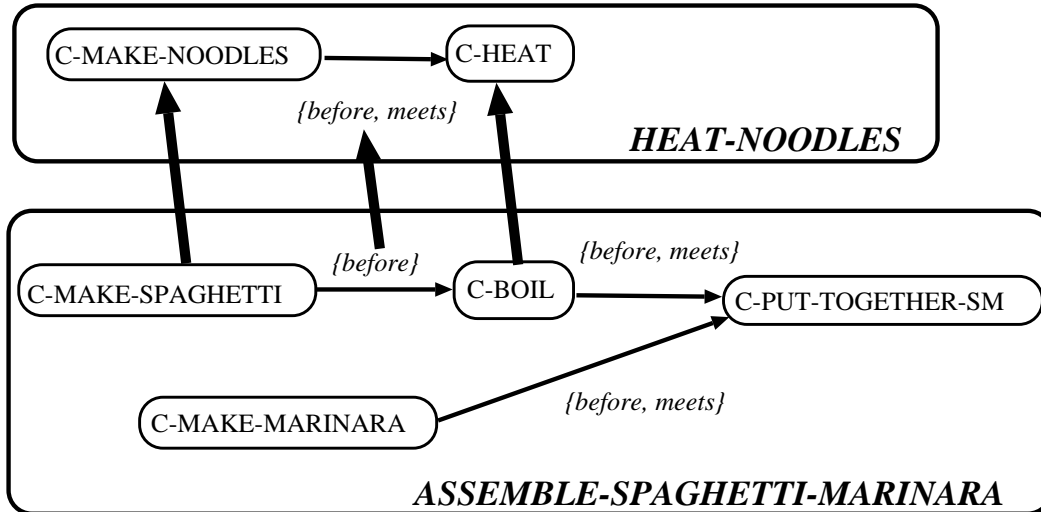 C-MAKE-NOODLES
C-HEAT
{before, meets}
HEAT-NOODLES
{before}
{before, meets}
C-MAKE-SPAGHETTI
C-BOIL
C-PUT-TOGETHER-SM
{before, meets}
C-MAKE-MARINARA
ASSEMBLE-SPAGHETTI-MARINARA